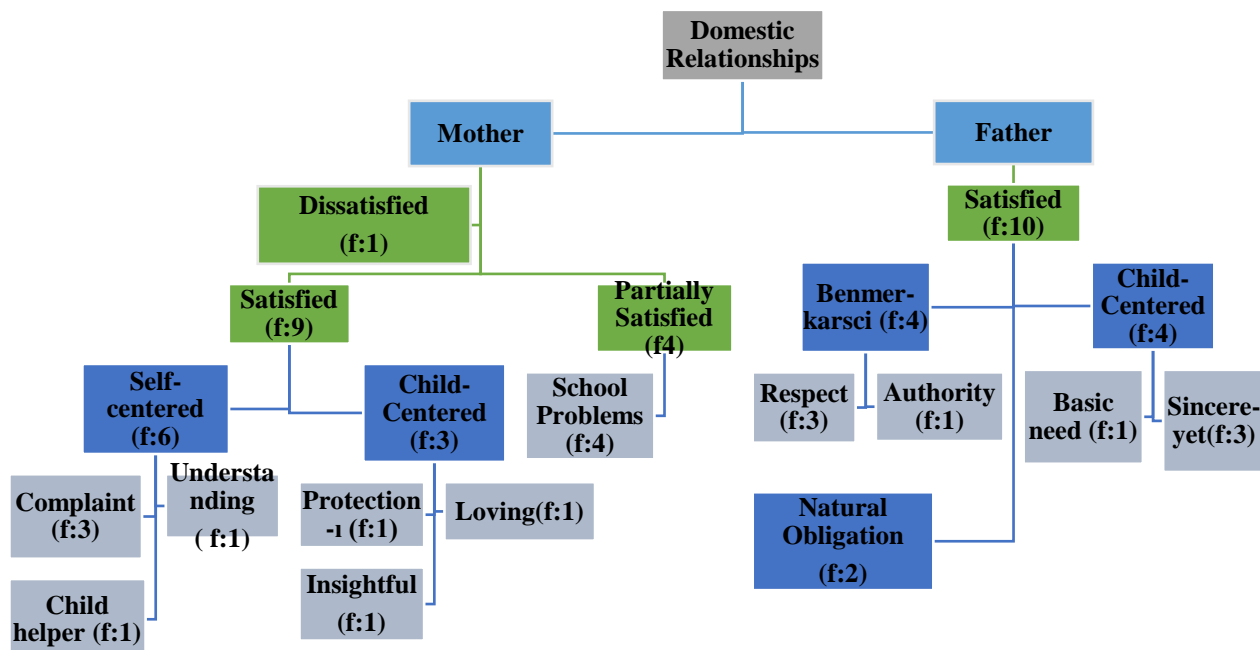 Domestic
Relationships
Mother
Father
Dissatisfied
(f:1)
Satisfied
(f:10)
Satisfied
(f:9)
Partially
Satisfied
(f4)
Benmer-
karsci (f:4)
Child-
Centered
(f:4)
Self-
centered
(f:6)
Child-
Centered
(f:3)
School
Problems
(f:4)
Respect
(f:3)
Authority
(f:1)
Basic
need (f:1)
Sincere-
yet(f:3)
Complaint
(f:3)
Understa
nding
( f:1)
Protection
-ı (f:1)
Loving(f:1)
Natural
Obligation
(f:2)
Child
helper (f:1)
Insightful
(f:1)